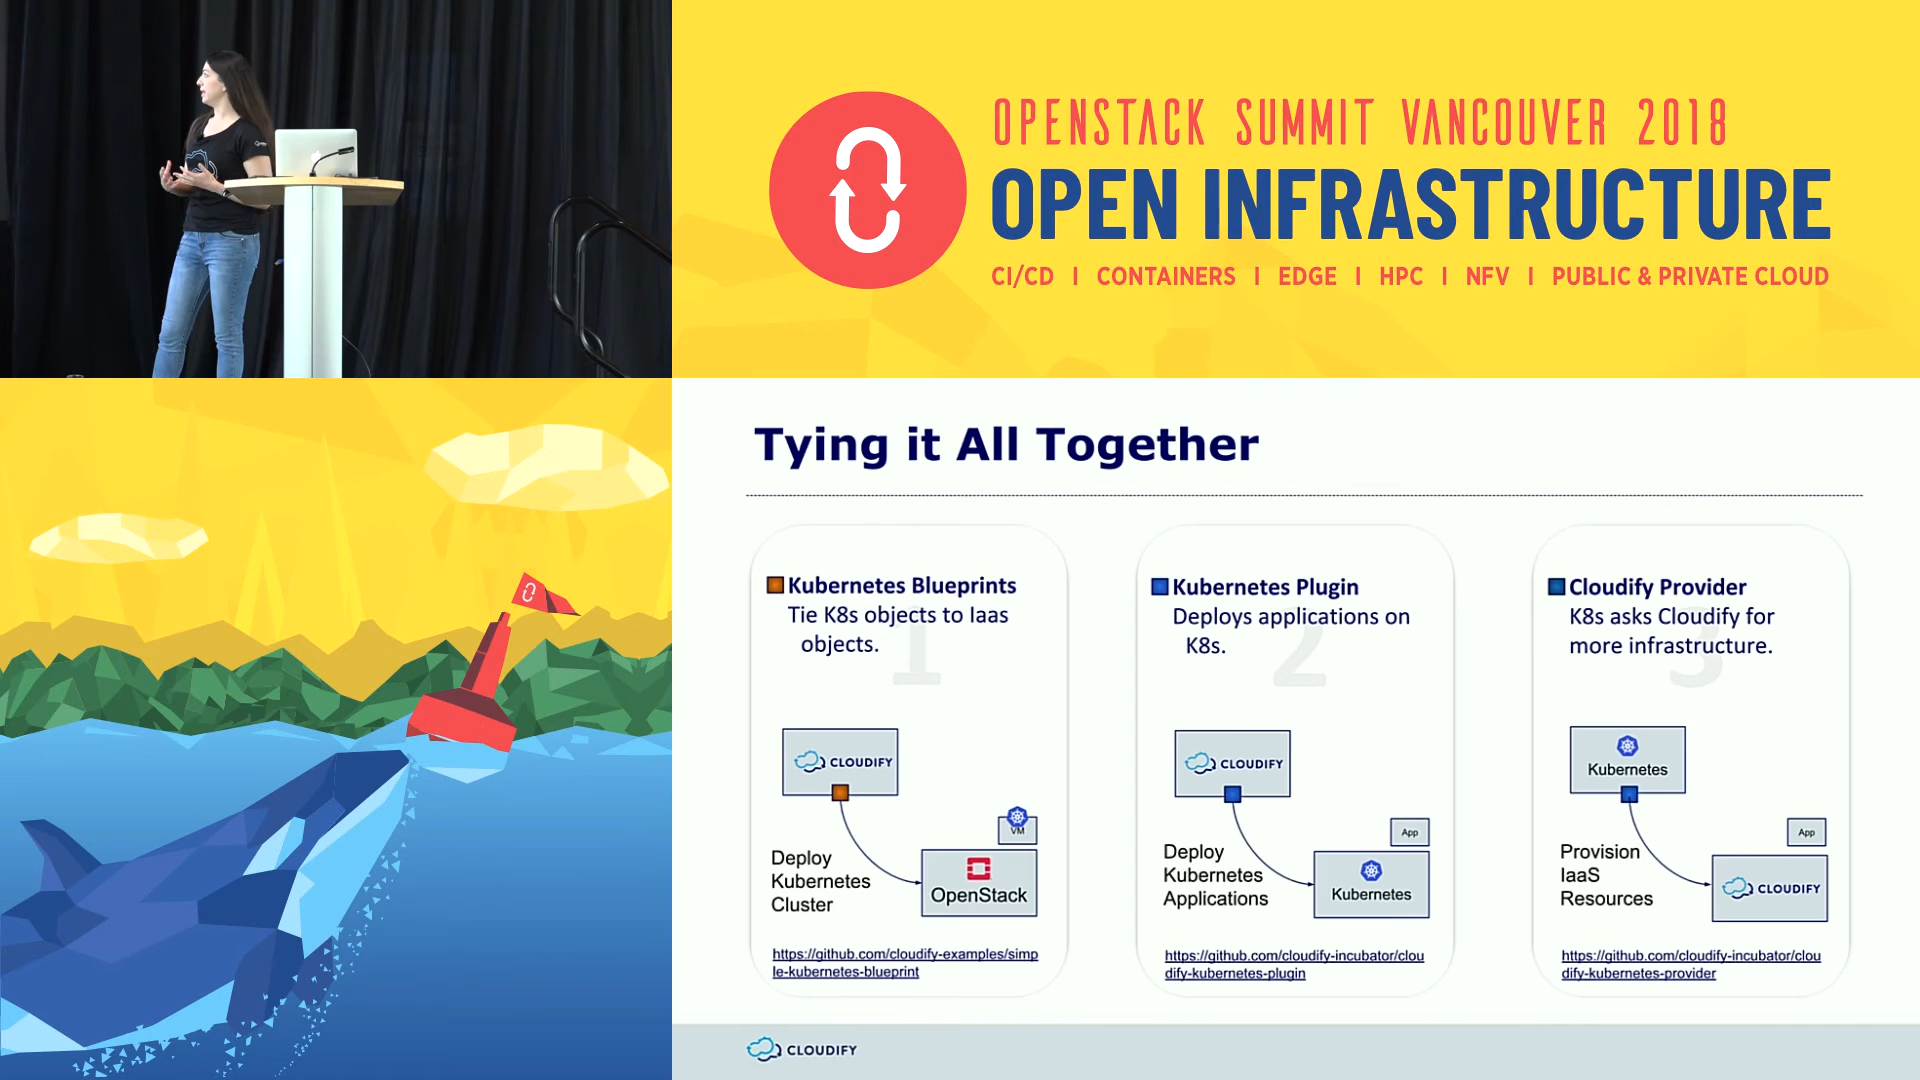 OPENSTACK SUMMIT VANCOUVER 2018
OPEN INFRASTRUCTURE
CI/CD I CONTAINERS I EDGE I HPC I NFV I PUBLIC & PRIVATE CLOUD
Tying it All Together
1
Kubernetes Blueprints
Tie K8s objects to Iaas
objects.
CLOUDIFY
VM
Deploy
Kubernetes
Cluster
OpenStack
https://github.com/cloudify-examples/simp
le-kubernetes-blueprint
2
Kubernetes Plugin
Deploys applications on
K8s.
CLOUDIFY
App
Deploy
Kubernetes
Applications
Kubernetes
https://github.com/cloudify-incubator/clou
dify-kubernetes-plugin
3
Cloudify Provider
K8s asks Cloudify for
more infrastructure.
Kubernetes
App
Provision
IaaS
Resources
CLOUDIFY
https://github.com/cloudify-incubator/clou
dify-kubernetes-provider
CLOUDIFY